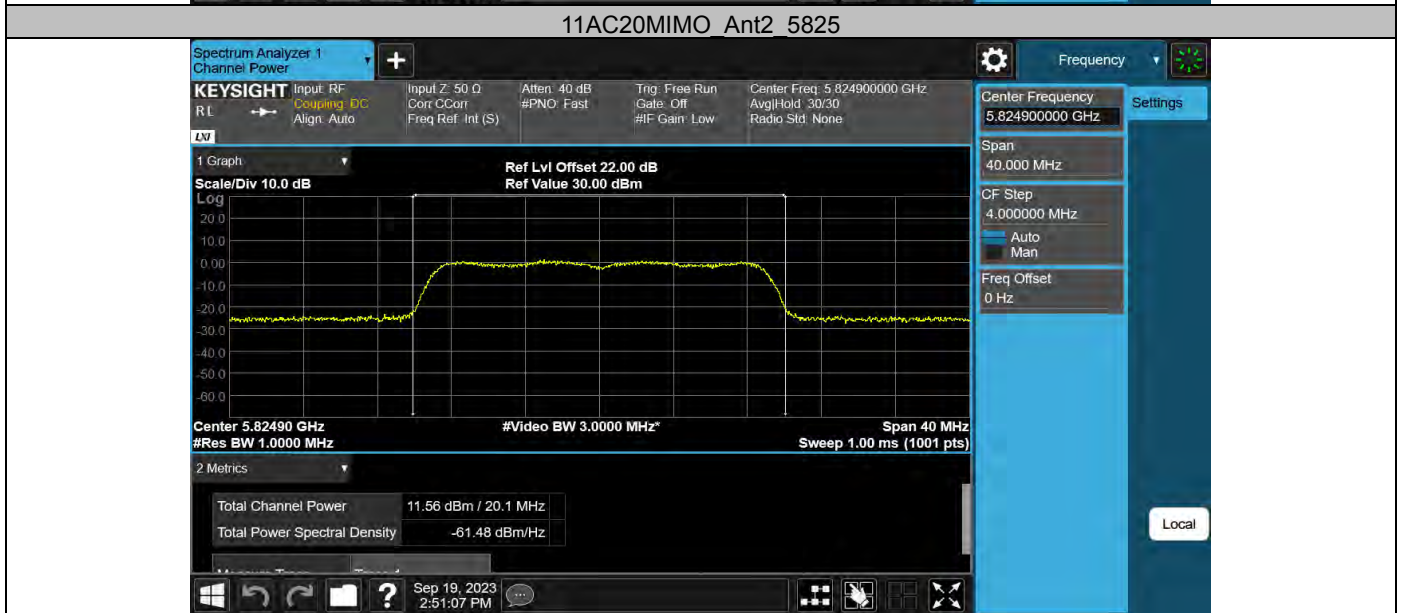 11AC20MIMO_Ant2_5825
Spectrum Analyzer 1
Channel Power
+
Frequency
KEYSIGHT Input: RF
R L Coupling: DC
Align: Auto
LXI
Input Z: 50 Ω
Corr CCorr
Freq Ref: Int (S)
Atten: 40 dB
#PNO: Fast
Trig: Free Run
Gate: Off
#IF Gain: Low
Center Freq: 5.824900000 GHz
Avg|Hold: 30/30
Radio Std: None
Center Frequency
5.824900000 GHz
Settings
Span
40.000 MHz
CF Step
4.000000 MHz
Auto
Man
Freq Offset
0 Hz
1 Graph
Ref Lvl Offset 22.00 dB
Scale/Div 10.0 dB
Ref Value 30.00 dBm
Log
20.0
10.0
0.00
-10.0
-20.0
-30.0
-40.0
-50.0
-60.0
Center 5.82490 GHz
#Video BW 3.0000 MHz*
Span 40 MHz
#Res BW 1.0000 MHz
Sweep 1.00 ms (1001 pts)
2 Metrics
Total Channel Power 11.56 dBm / 20.1 MHz
Total Power Spectral Density -61.48 dBm/Hz
Local
?
Sep 19, 2023
2:51:07 PM